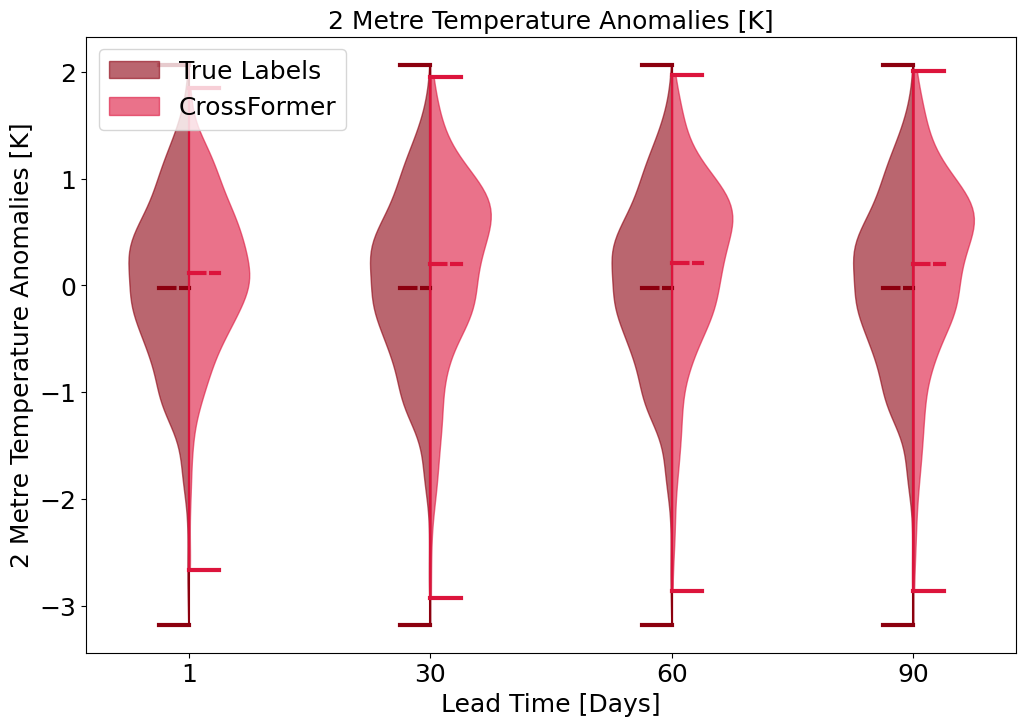 2 Metre Temperature Anomalies [K]
True Labels
CrossFormer
2 Metre Temperature Anomalies [K]
2
1
0
−1
−2
−3
1 30 60 90
Lead Time [Days]